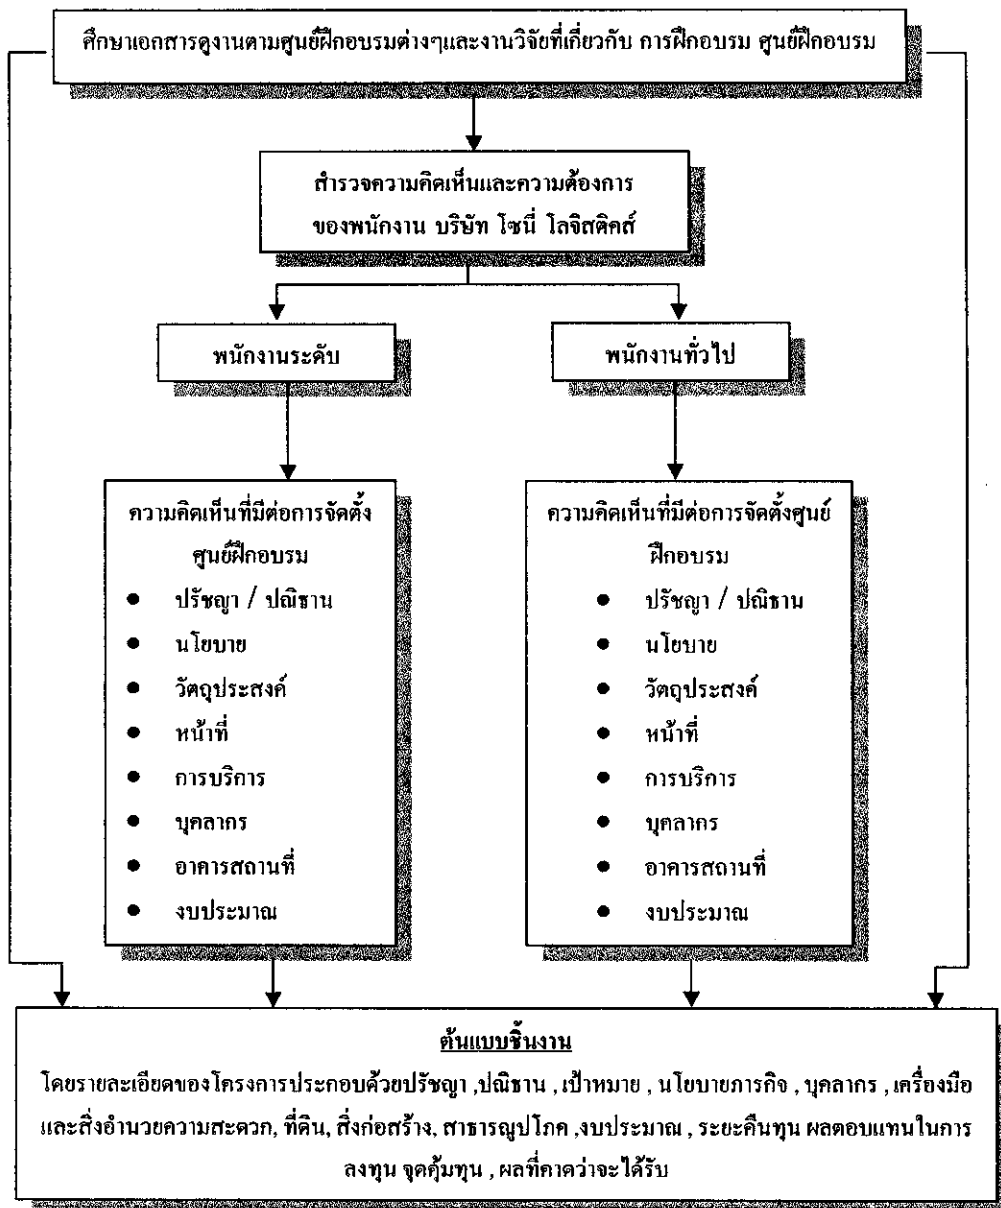 ศึกษาเอกสารดูงานตามศูนย์ฝึกอบรมต่างๆและงานวิจัยที่เกี่ยวกับ การฝึกอบรม ศูนย์ฝึกอบรม
สำรวจความคิดเห็นและความต้องการ
ของพนักงาน บริษัท โซนี่ โลจิสติคส์
พนักงานระดับ
พนักงานทั่วไป
ความคิดเห็นที่มีต่อการจัดตั้ง
ศูนย์ฝึกอบรม
● ปรัชญา / ปณิธาน
● นโยบาย
● วัตถุประสงค์
● หน้าที่
● การบริการ
● บุคลากร
● อาคารสถานที่
● งบประมาณ
ความคิดเห็นที่มีต่อการจัดตั้งศูนย์
ฝึกอบรม
● ปรัชญา / ปณิธาน
● นโยบาย
● วัตถุประสงค์
● หน้าที่
● การบริการ
● บุคลากร
● อาคารสถานที่
● งบประมาณ
ต้นแบบชิ้นงาน
โดยรายละเอียดของโครงการประกอบด้วยปรัชญา ,ปณิธาน , เป้าหมาย , นโยบายภารกิจ , บุคลากร , เครื่องมือ
และสิ่งอำนวยความสะดวก, ที่ดิน, สิ่งก่อสร้าง, สาธารณูปโภค ,งบประมาณ , ระยะคืนทุน ผลตอบแทนในการ
ลงทุน จุดคุ้มทุน , ผลที่คาดว่าจะได้รับ